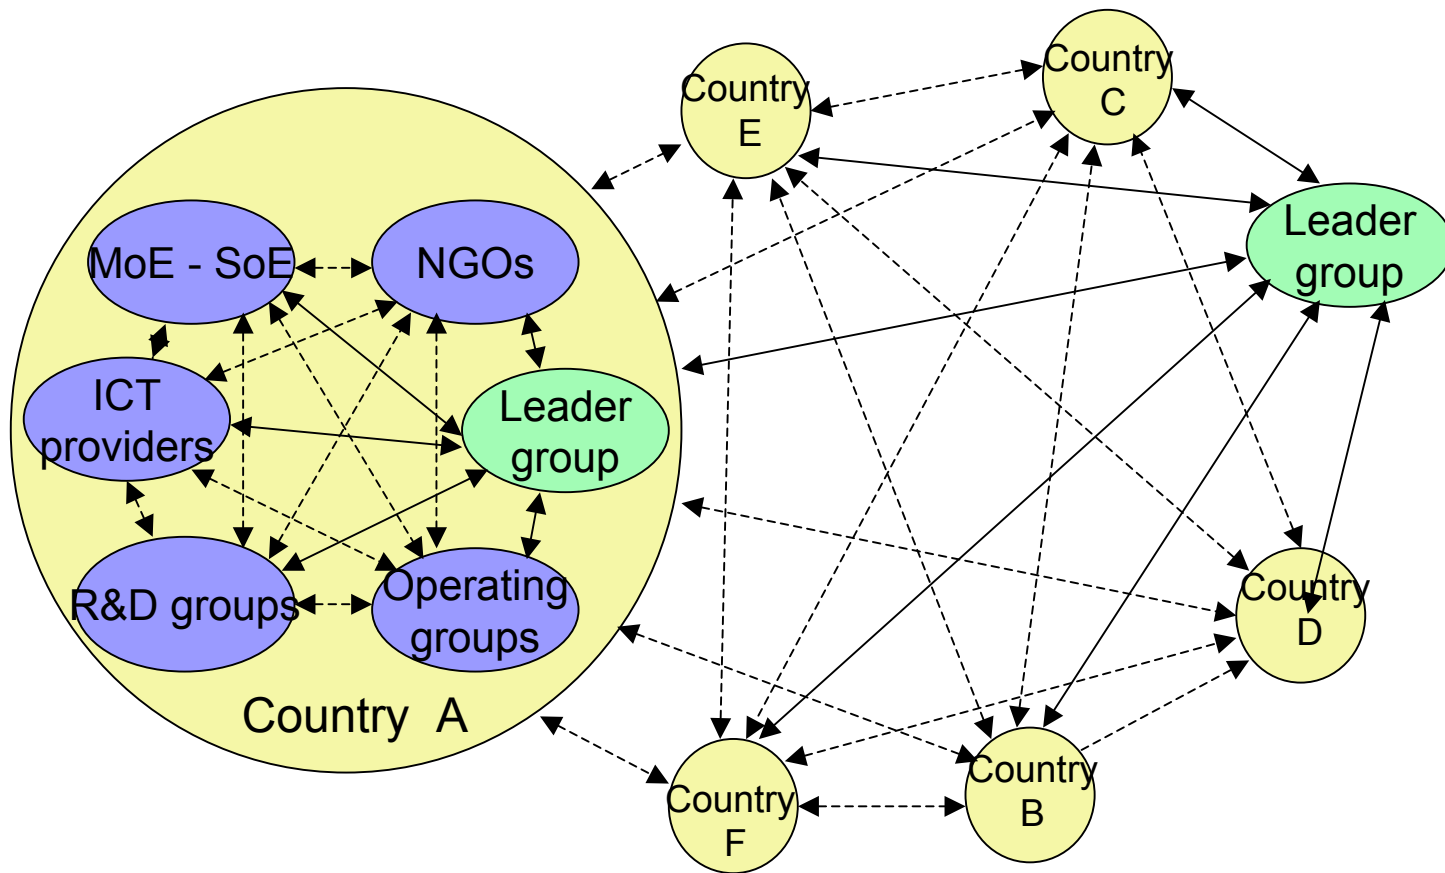 Country
E
Country
C
Leader
group
MoE - SoE
NGOs
ICT
providers
Leader
group
R&D groups
Operating
groups
Country A
Country
D
Country
B
Country
F